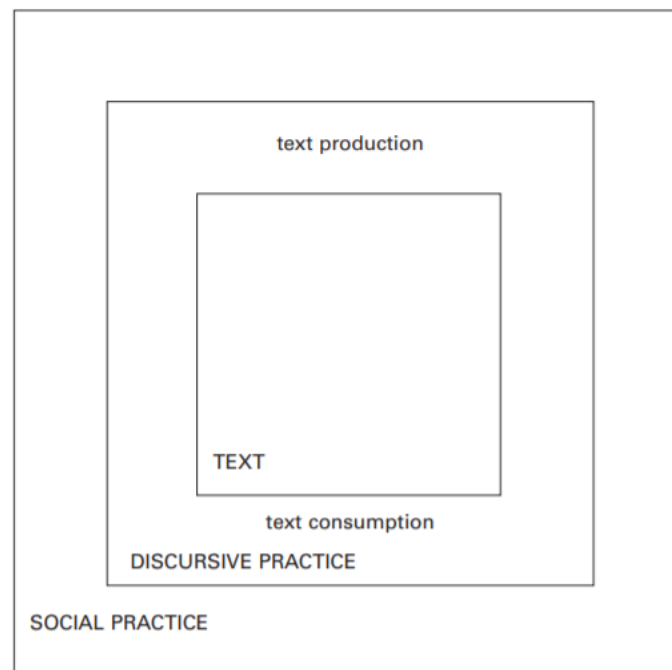 text production
TEXT
text consumption
DISCURSIVE PRACTICE
SOCIAL PRACTICE